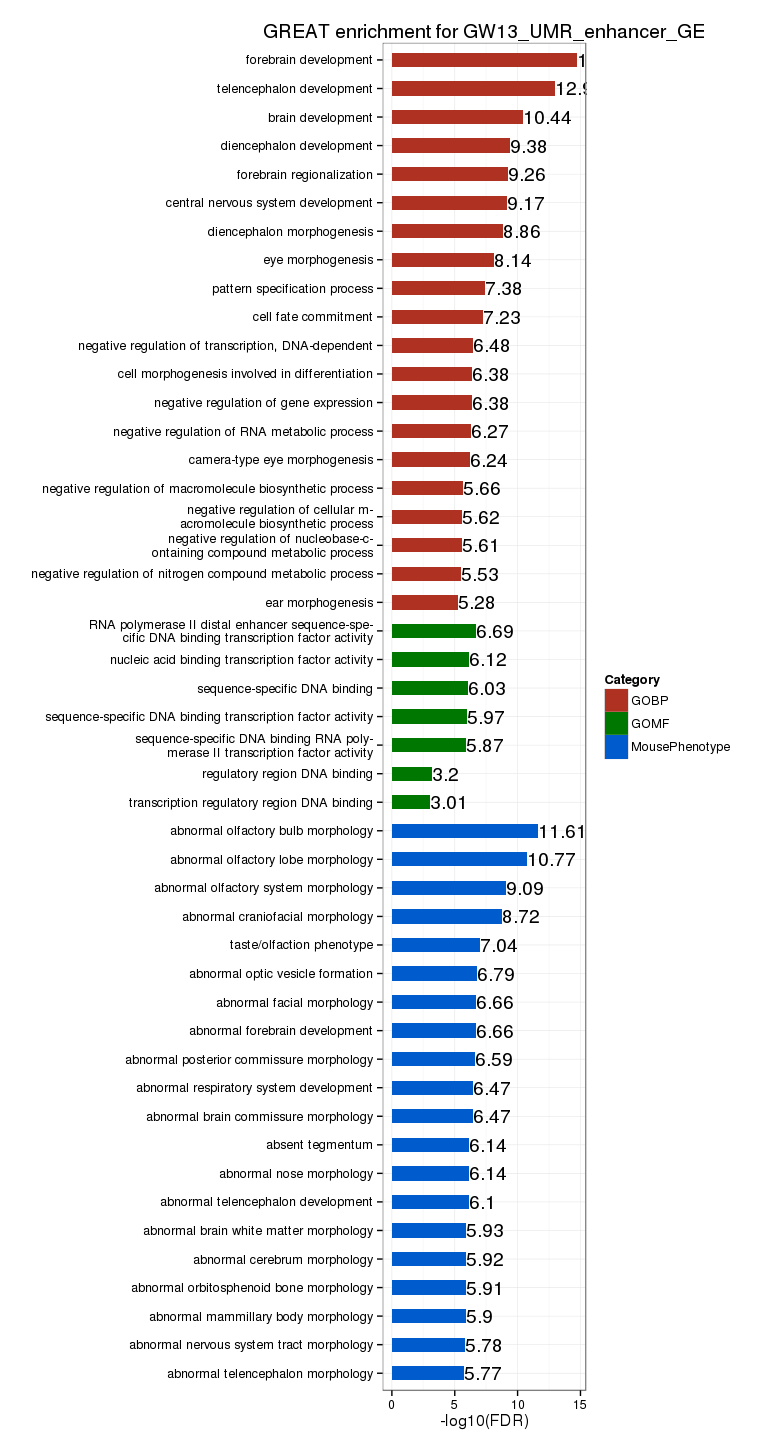 GREAT enrichment for GW13_UMR_enhancer_GE
forebrain development 1
telencephalon development 12.9
brain development 10.44
diencephalon development 9.38
forebrain regionalization 9.26
central nervous system development 9.17
diencephalon morphogenesis 8.86
eye morphogenesis 8.14
pattern specification process 7.38
cell fate commitment 7.23
negative regulation of transcription, DNA-dependent 6.48
cell morphogenesis involved in differentiation 6.38
negative regulation of gene expression 6.38
negative regulation of RNA metabolic process 6.27
camera-type eye morphogenesis 6.24
negative regulation of macromolecule biosynthetic process 5.66
negative regulation of cellular m-
acromolecule biosynthetic process 5.62
negative regulation of nucleobase-c-
ontaining compound metabolic process 5.61
negative regulation of nitrogen compound metabolic process 5.53
ear morphogenesis 5.28
RNA polymerase II distal enhancer sequence-spe-
cific DNA binding transcription factor activity 6.69
nucleic acid binding transcription factor activity 6.12
sequence-specific DNA binding 6.03
sequence-specific DNA binding transcription factor activity 5.97
sequence-specific DNA binding RNA poly-
merase II transcription factor activity 5.87
regulatory region DNA binding 3.2
transcription regulatory region DNA binding 3.01
abnormal olfactory bulb morphology 11.61
abnormal olfactory lobe morphology 10.77
abnormal olfactory system morphology 9.09
abnormal craniofacial morphology 8.72
taste/olfaction phenotype 7.04
abnormal optic vesicle formation 6.79
abnormal facial morphology 6.66
abnormal forebrain development 6.66
abnormal posterior commissure morphology 6.59
abnormal respiratory system development 6.47
abnormal brain commissure morphology 6.47
absent tegmentum 6.14
abnormal nose morphology 6.14
abnormal telencephalon development 6.1
abnormal brain white matter morphology 5.93
abnormal cerebrum morphology 5.92
abnormal orbitosphenoid bone morphology 5.91
abnormal mammillary body morphology 5.9
abnormal nervous system tract morphology 5.78
abnormal telencephalon morphology 5.77
0 5 10 15
-log10(FDR)
Category
GOBP
GOMF
MousePhenotype